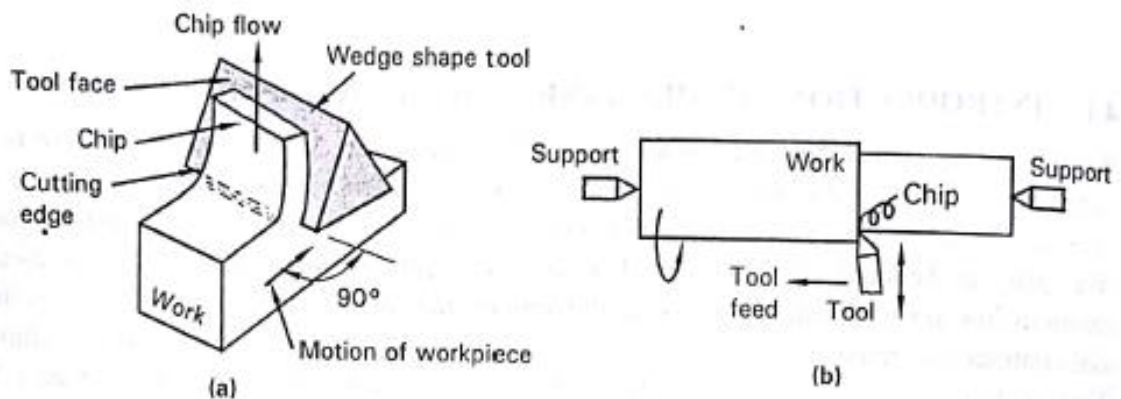 Chip flow
Wedge shape tool
Tool face
Chip
Cutting
edge
Work
90°
Motion of workpiece
(a)
Support
Work
Support
Chip
Tool
feed
Tool
(b)